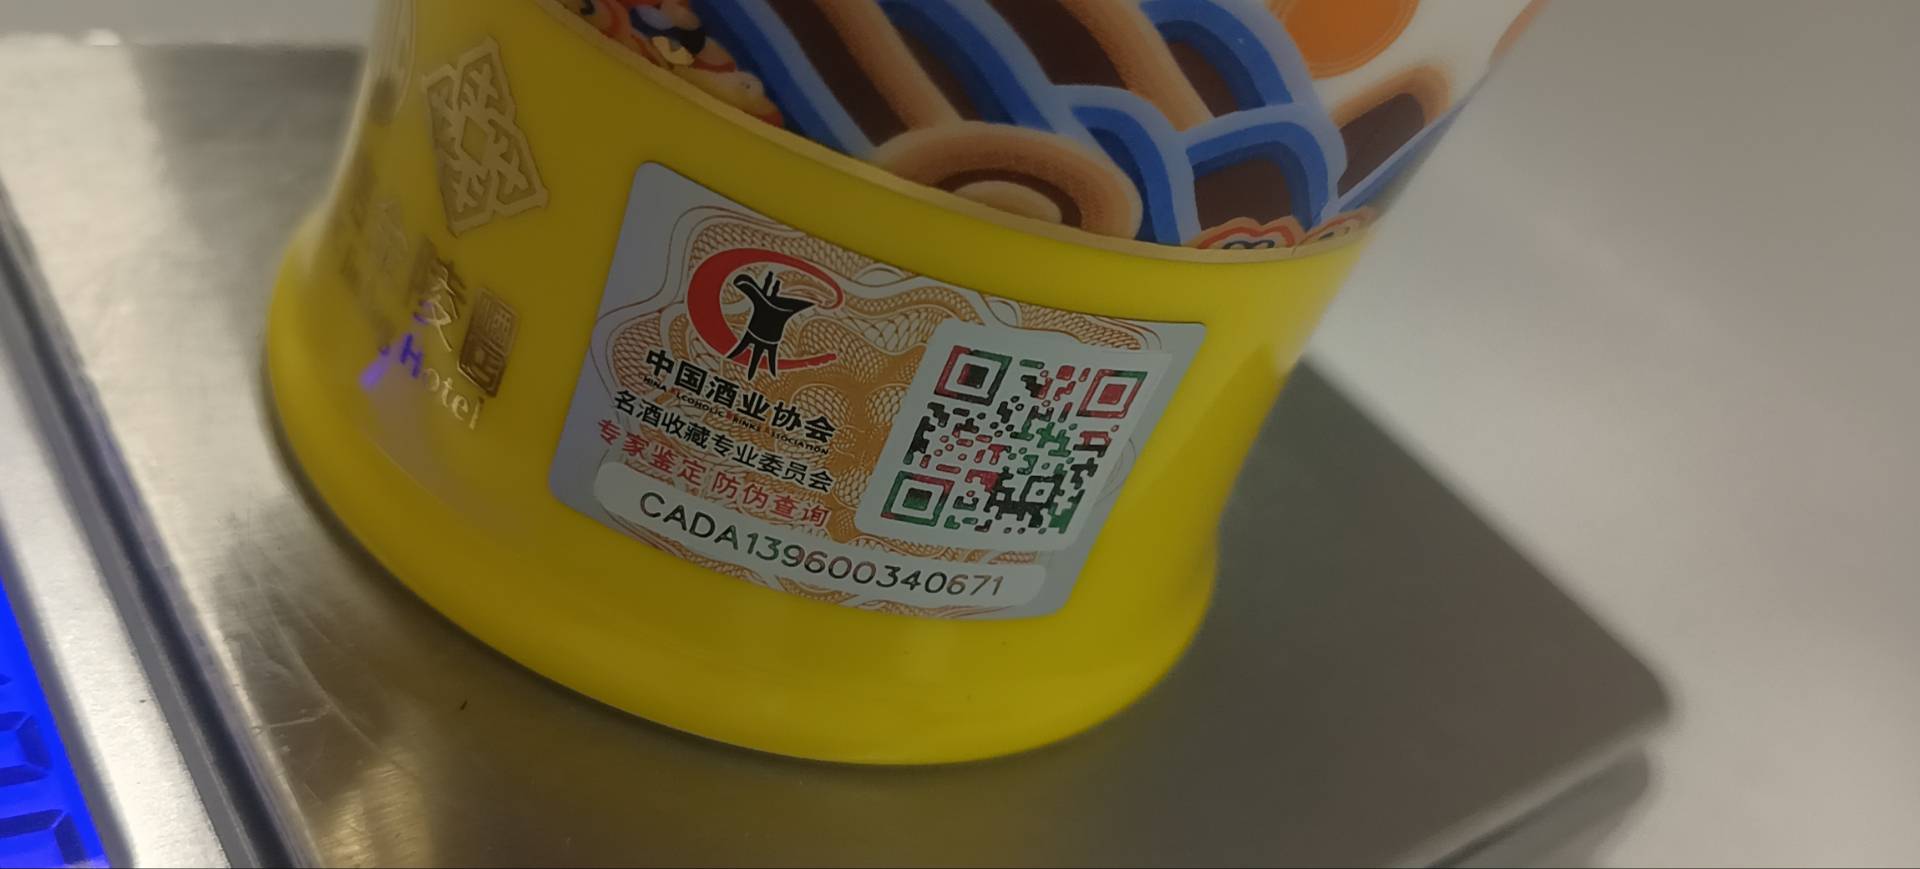 中国酒业协会
CHINA ALCOHOLIC DRINKS ASSOCIATION
名酒收藏专业委员会
专家鉴定 防伪查询
CADA139600340671
Hotel